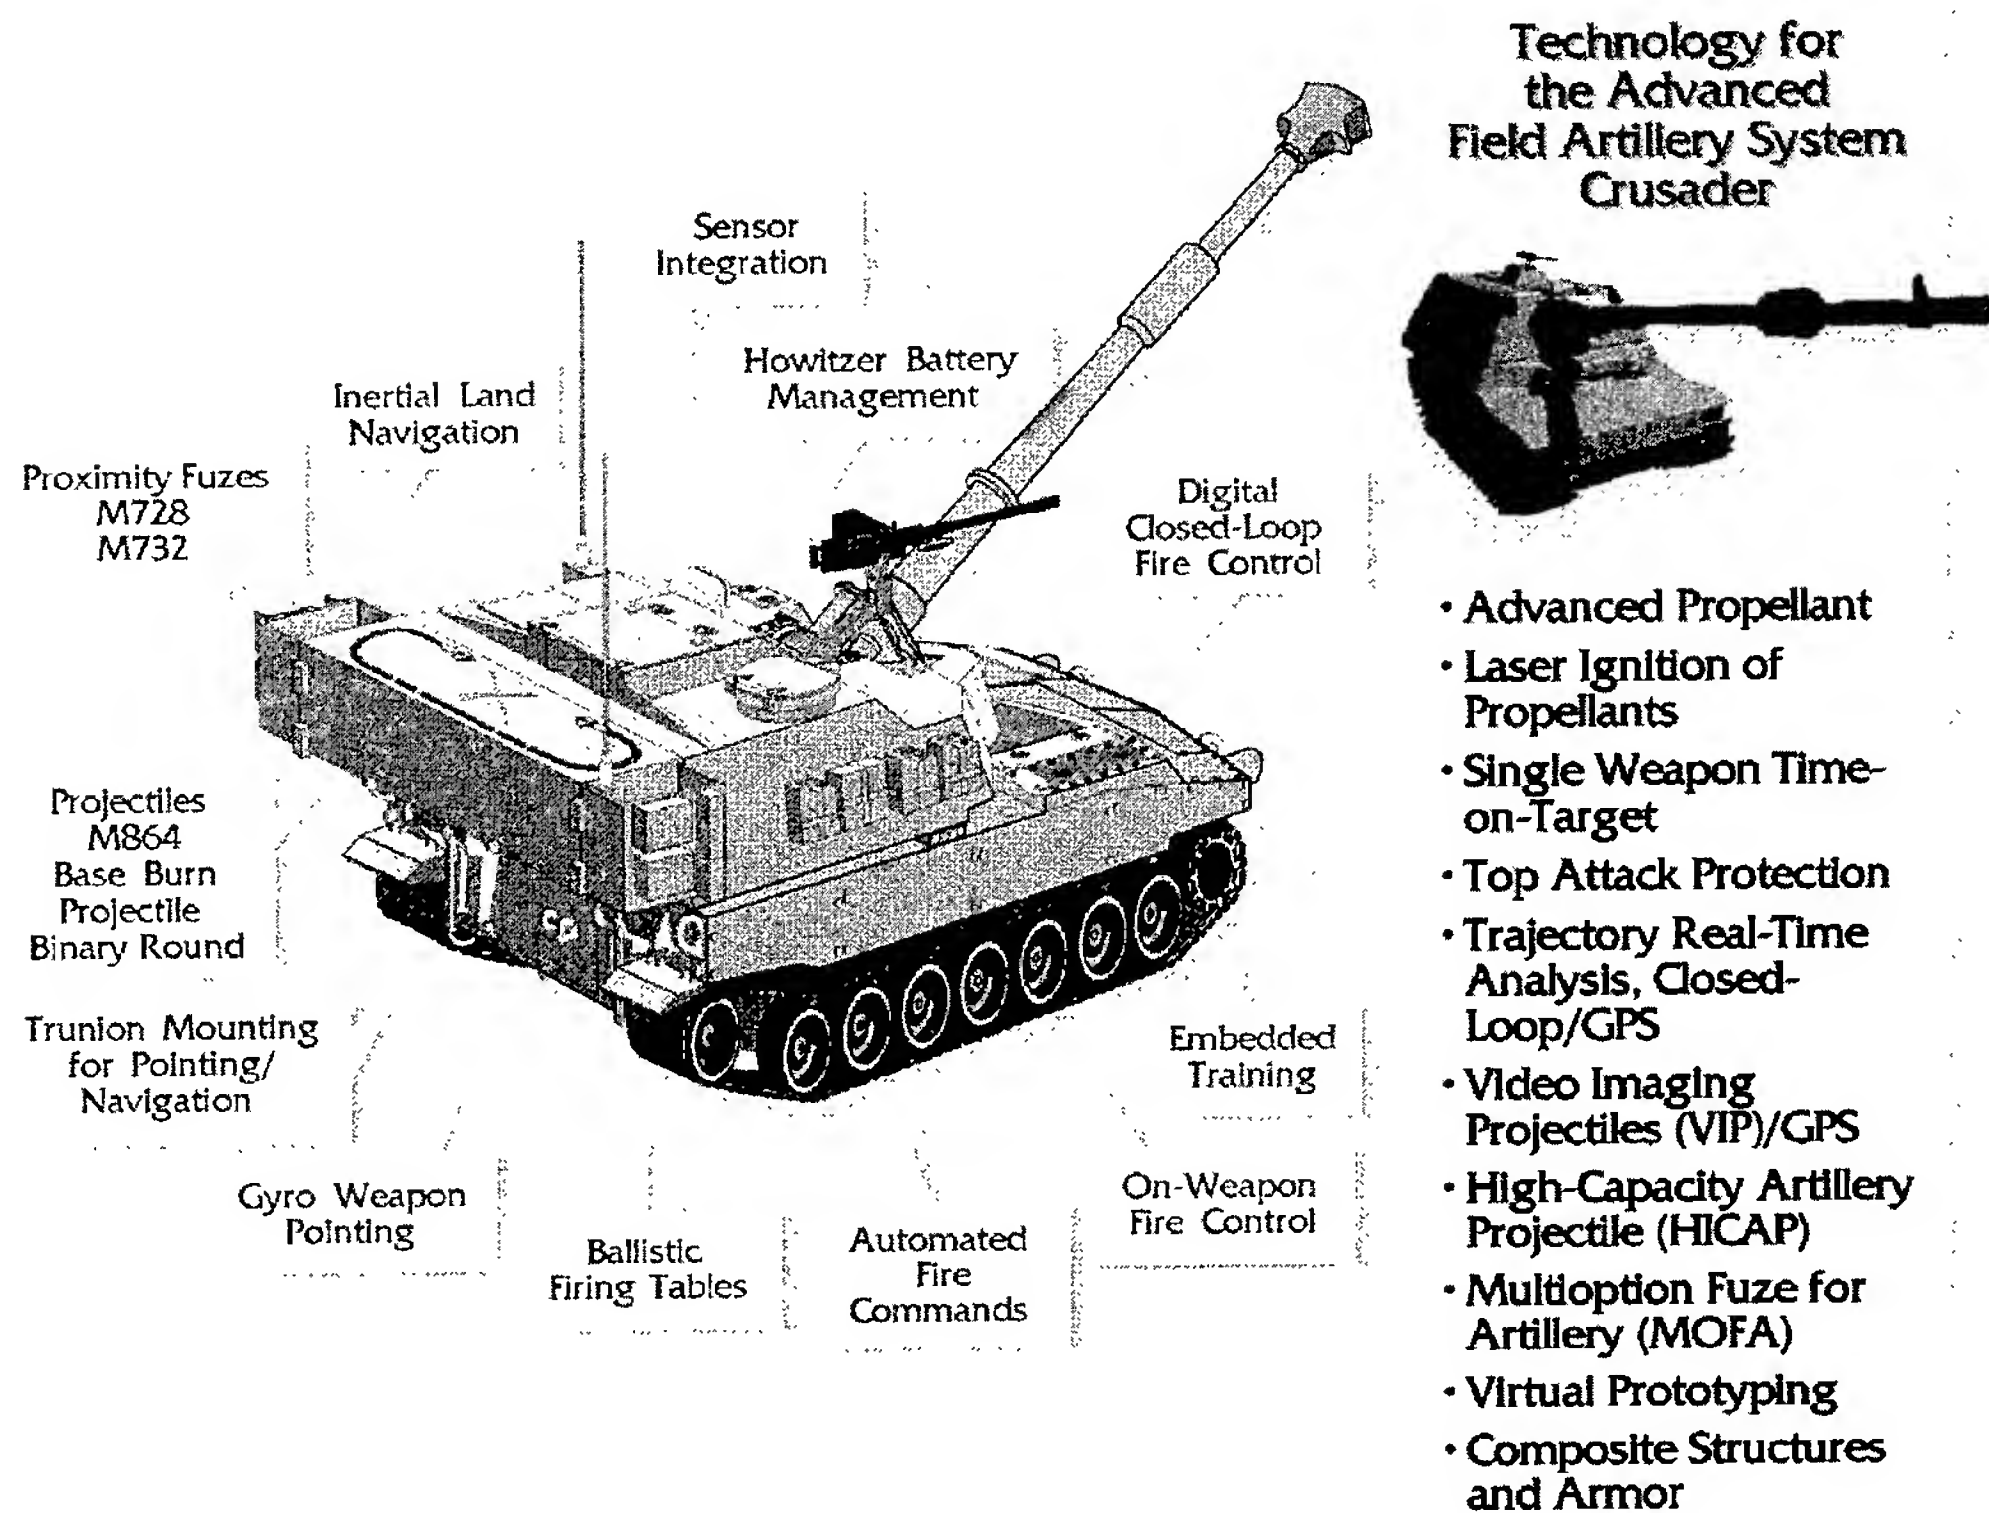 Technology for
the Advanced
Field Artillery System
Crusader
Sensor
Integration
Howitzer Battery
Management
Inertial Land
Navigation
Proximity Fuzes
M728
M732
Digital
Closed-Loop
Fire Control
Projectiles
M864
Base Burn
Projectile
Binary Round
Trunion Mounting
for Pointing/
Navigation
Gyro Weapon
Pointing
Ballistic
Firing Tables
Automated
Fire
Commands
On-Weapon
Fire Control
Embedded
Training
• Advanced Propellant
• Laser Ignition of
Propellants
• Single Weapon Time-
on-Target
• Top Attack Protection
• Trajectory Real-Time
Analysis, Closed-
Loop/GPS
• Video Imaging
Projectiles (VIP)/GPS
• High-Capacity Artillery
Projectile (HICAP)
• Multioption Fuze for
Artillery (MOFA)
• Virtual Prototyping
• Composite Structures
and Armor